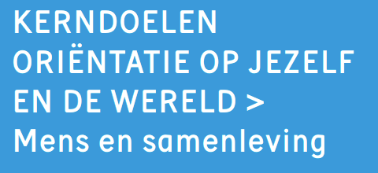 KERNDOELEN
ORIËNTATIE OP JEZELF
EN DE WERELD >
Mens en samenleving